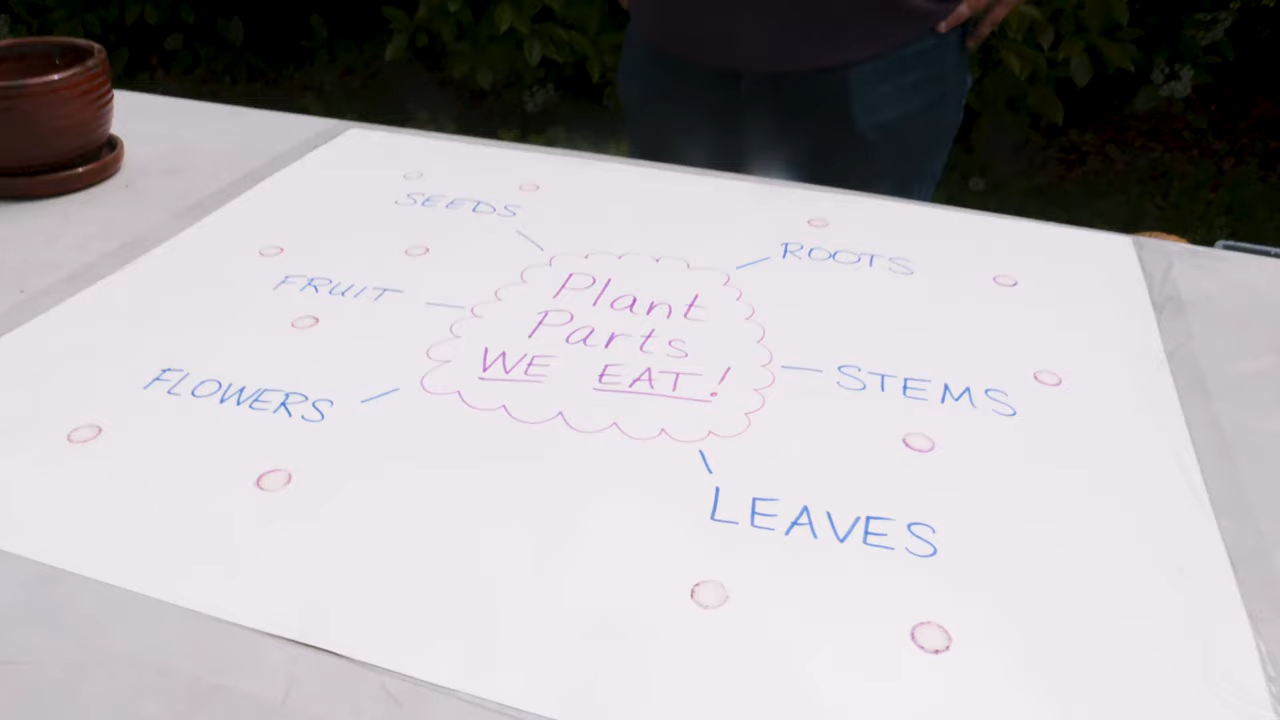 SEEDS
ROOTS
FRUIT
Plant
Parts
WE EAT!
STEMS
FLOWERS
LEAVES